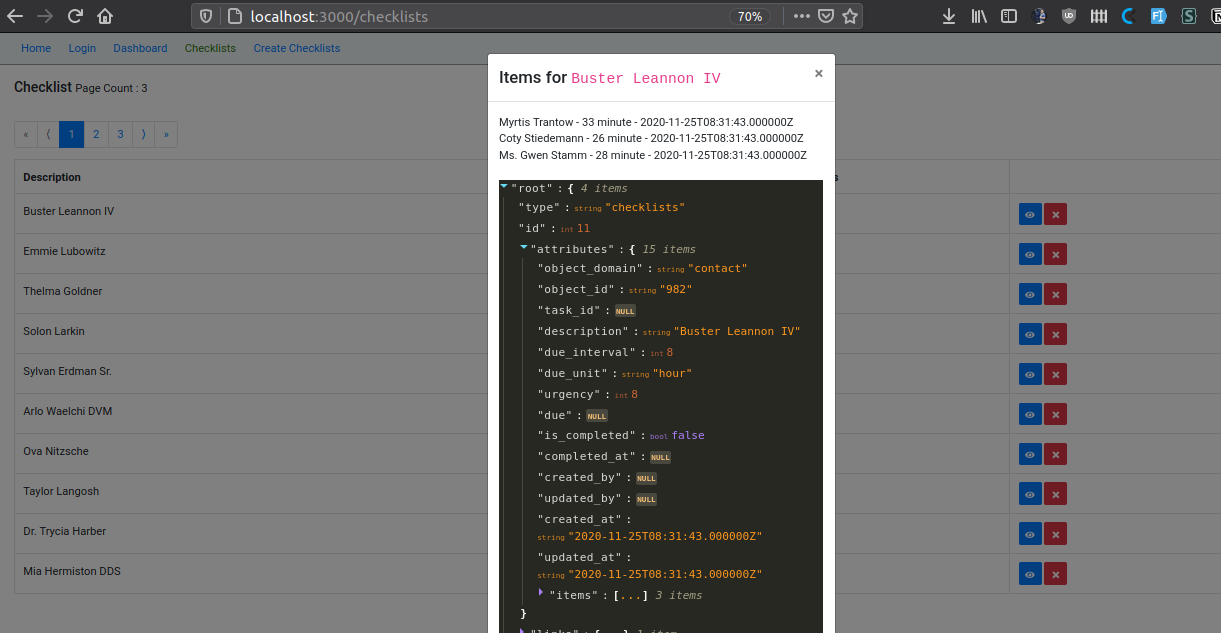 localhost:3000/checklists 70%
Home Login Dashboard Checklists Create Checklists
Items for Buster Leannon IV ×
Checklist Page Count : 3
Myrtis Trantow - 33 minute - 2020-11-25T08:31:43.000000Z
Coty Stiedemann - 26 minute - 2020-11-25T08:31:43.000000Z
Ms. Gwen Stamm - 28 minute - 2020-11-25T08:31:43.000000Z
« ⟨ 1 2 3 ⟩ »
Description
Buster Leannon IV
Emmie Lubowitz
Thelma Goldner
Solon Larkin
Sylvan Erdman Sr.
Arlo Waelchi DVM
Ova Nitzsche
Taylor Langosh
Dr. Trycia Harber
Mia Hermiston DDS
"root" : { 4 items
"type" : string "checklists"
"id" : int 11
"attributes" : { 15 items
"object_domain" : string "contact"
"object_id" : string "982"
"task_id" : NULL
"description" : string "Buster Leannon IV"
"due_interval" : int 8
"due_unit" : string "hour"
"urgency" : int 8
"due" : NULL
"is_completed" : bool false
"completed_at" : NULL
"created_by" : NULL
"updated_by" : NULL
"created_at" :
string "2020-11-25T08:31:43.000000Z"
"updated_at" :
string "2020-11-25T08:31:43.000000Z"
"items" : [...] 3 items
}